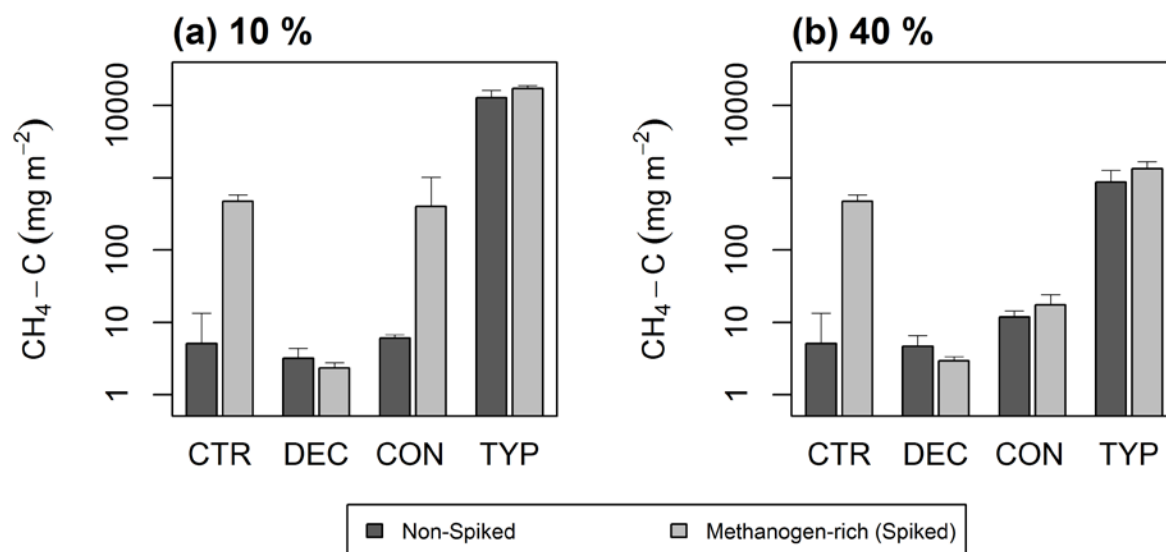 (a) 10 %
CH₄ – C (mg m⁻²)
10000
100
10
1
CTR DEC CON TYP
(b) 40 %
CH₄ – C (mg m⁻²)
10000
100
10
1
CTR DEC CON TYP
Non-Spiked Methanogen-rich (Spiked)